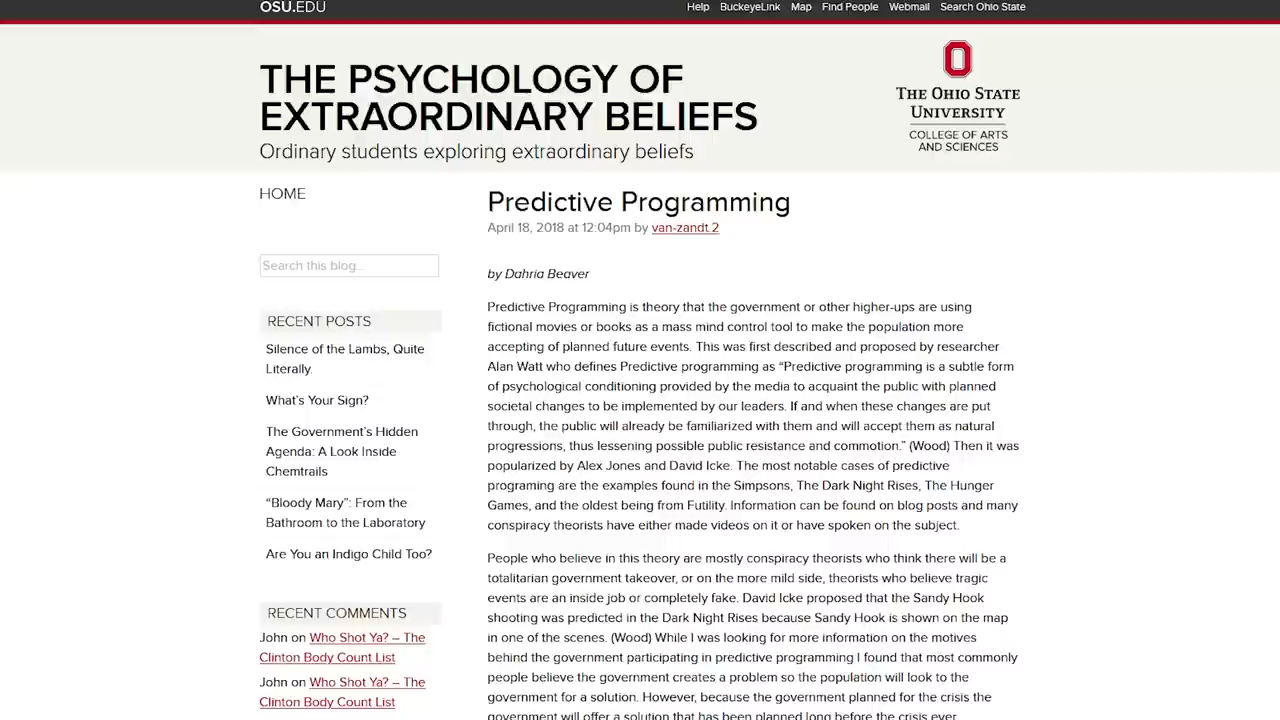 OSU.EDU
Help BuckeyeLink Map Find People Webmail Search Ohio State
THE PSYCHOLOGY OF
EXTRAORDINARY BELIEFS
Ordinary students exploring extraordinary beliefs
THE OHIO STATE
UNIVERSITY
COLLEGE OF ARTS
AND SCIENCES
HOME
Search this blog...
RECENT POSTS
Silence of the Lambs, Quite
Literally.
What's Your Sign?
The Government's Hidden
Agenda: A Look Inside
Chemtrails
“Bloody Mary”: From the
Bathroom to the Laboratory
Are You an Indigo Child Too?
RECENT COMMENTS
John on Who Shot Ya? – The
Clinton Body Count List
John on Who Shot Ya? – The
Clinton Body Count List
Predictive Programming
April 18, 2018 at 12:04pm by van-zandt.2
by Dahria Beaver
Predictive Programming is theory that the government or other higher-ups are using
fictional movies or books as a mass mind control tool to make the population more
accepting of planned future events. This was first described and proposed by researcher
Alan Watt who defines Predictive programming as “Predictive programming is a subtle form
of psychological conditioning provided by the media to acquaint the public with planned
societal changes to be implemented by our leaders. If and when these changes are put
through, the public will already be familiarized with them and will accept them as natural
progressions, thus lessening possible public resistance and commotion.” (Wood) Then it was
popularized by Alex Jones and David Icke. The most notable cases of predictive
programing are the examples found in the Simpsons, The Dark Night Rises, The Hunger
Games, and the oldest being from Futility. Information can be found on blog posts and many
conspiracy theorists have either made videos on it or have spoken on the subject.
People who believe in this theory are mostly conspiracy theorists who think there will be a
totalitarian government takeover, or on the more mild side, theorists who believe tragic
events are an inside job or completely fake. David Icke proposed that the Sandy Hook
shooting was predicted in the Dark Night Rises because Sandy Hook is shown on the map
in one of the scenes. (Wood) While I was looking for more information on the motives
behind the government participating in predictive programming I found that most commonly
people believe the government creates a problem so the population will look to the
government for a solution. However, because the government planned for the crisis the
government will offer a solution that has been planned long before the crisis ever